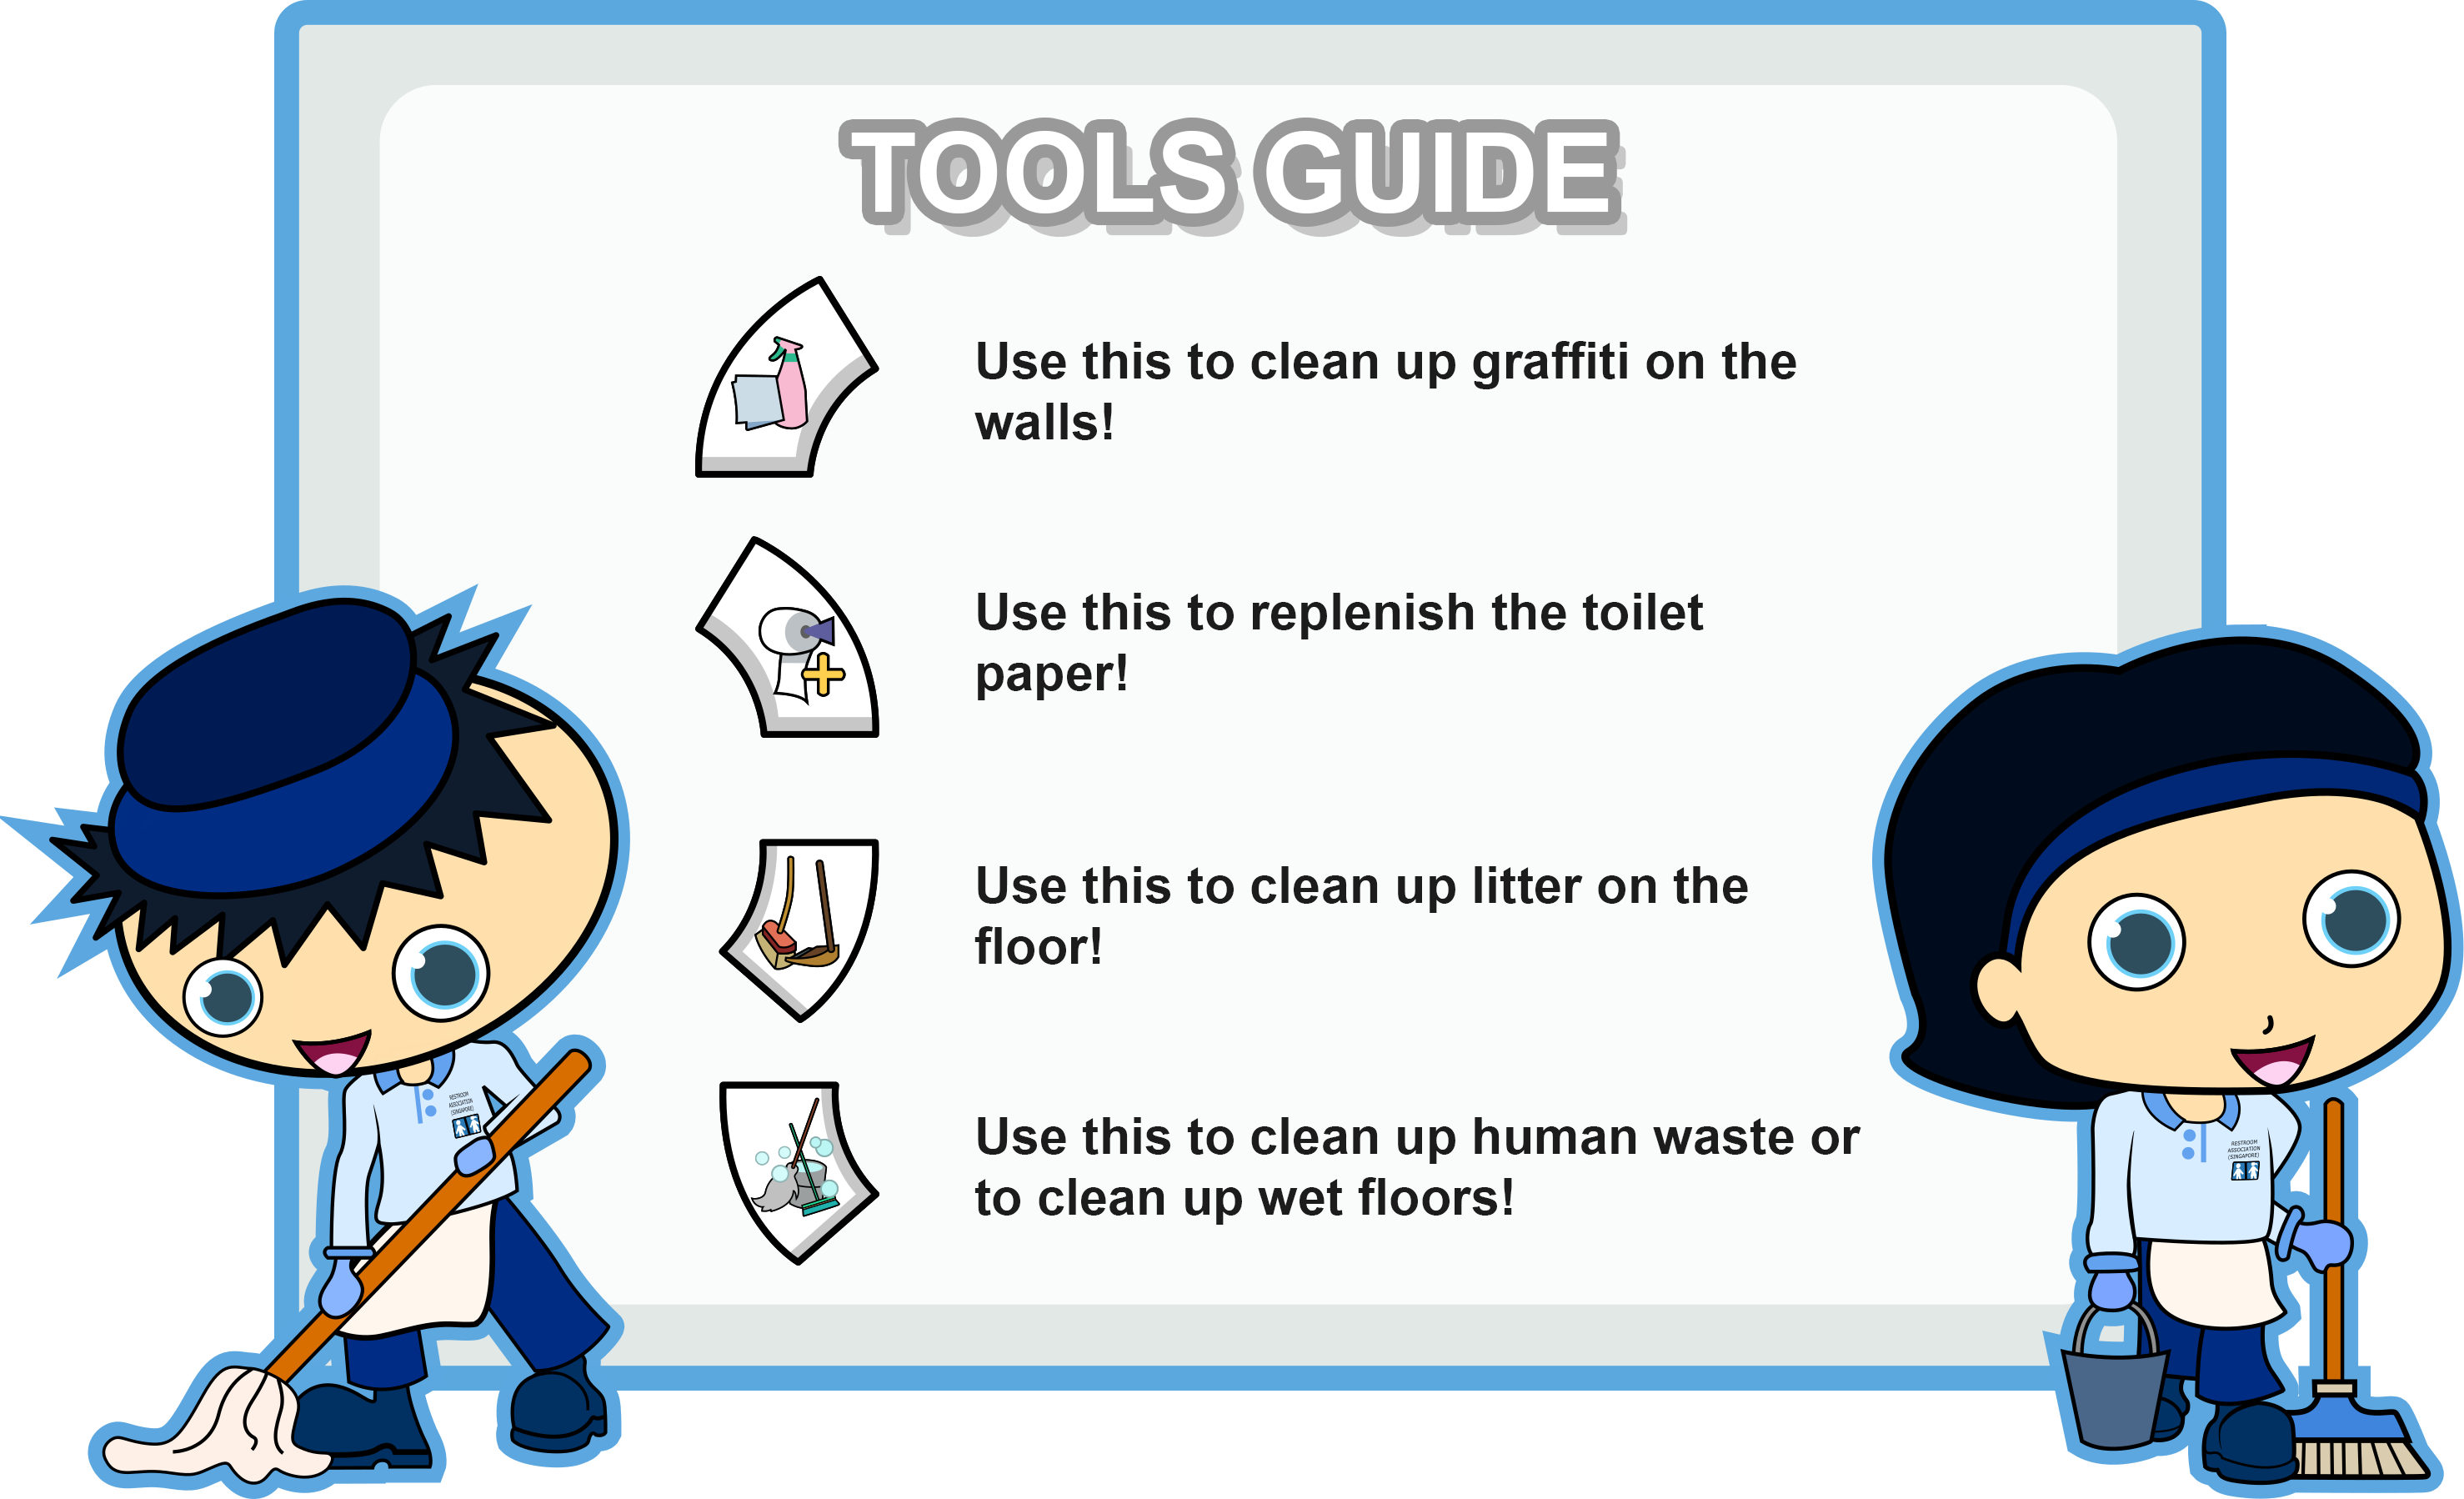 TOOLS GUIDE
Use this to clean up graffiti on the
walls!
Use this to replenish the toilet
paper!
Use this to clean up litter on the
floor!
Use this to clean up human waste or
to clean up wet floors!
RESTROOM
ASSOCIATION
(SINGAPORE)
RESTROOM
ASSOCIATION
(SINGAPORE)